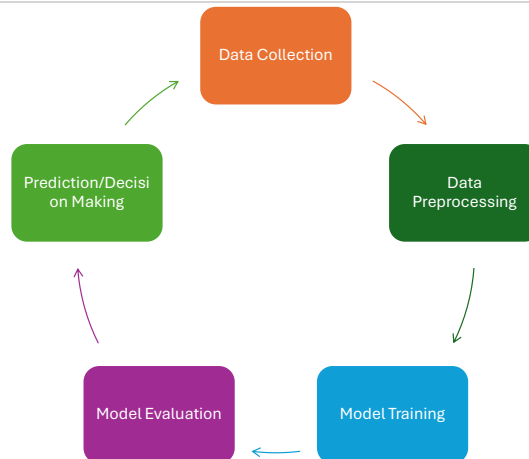 Data Collection
Data
Preprocessing
Model Training
Model Evaluation
Prediction/Decisi
on Making